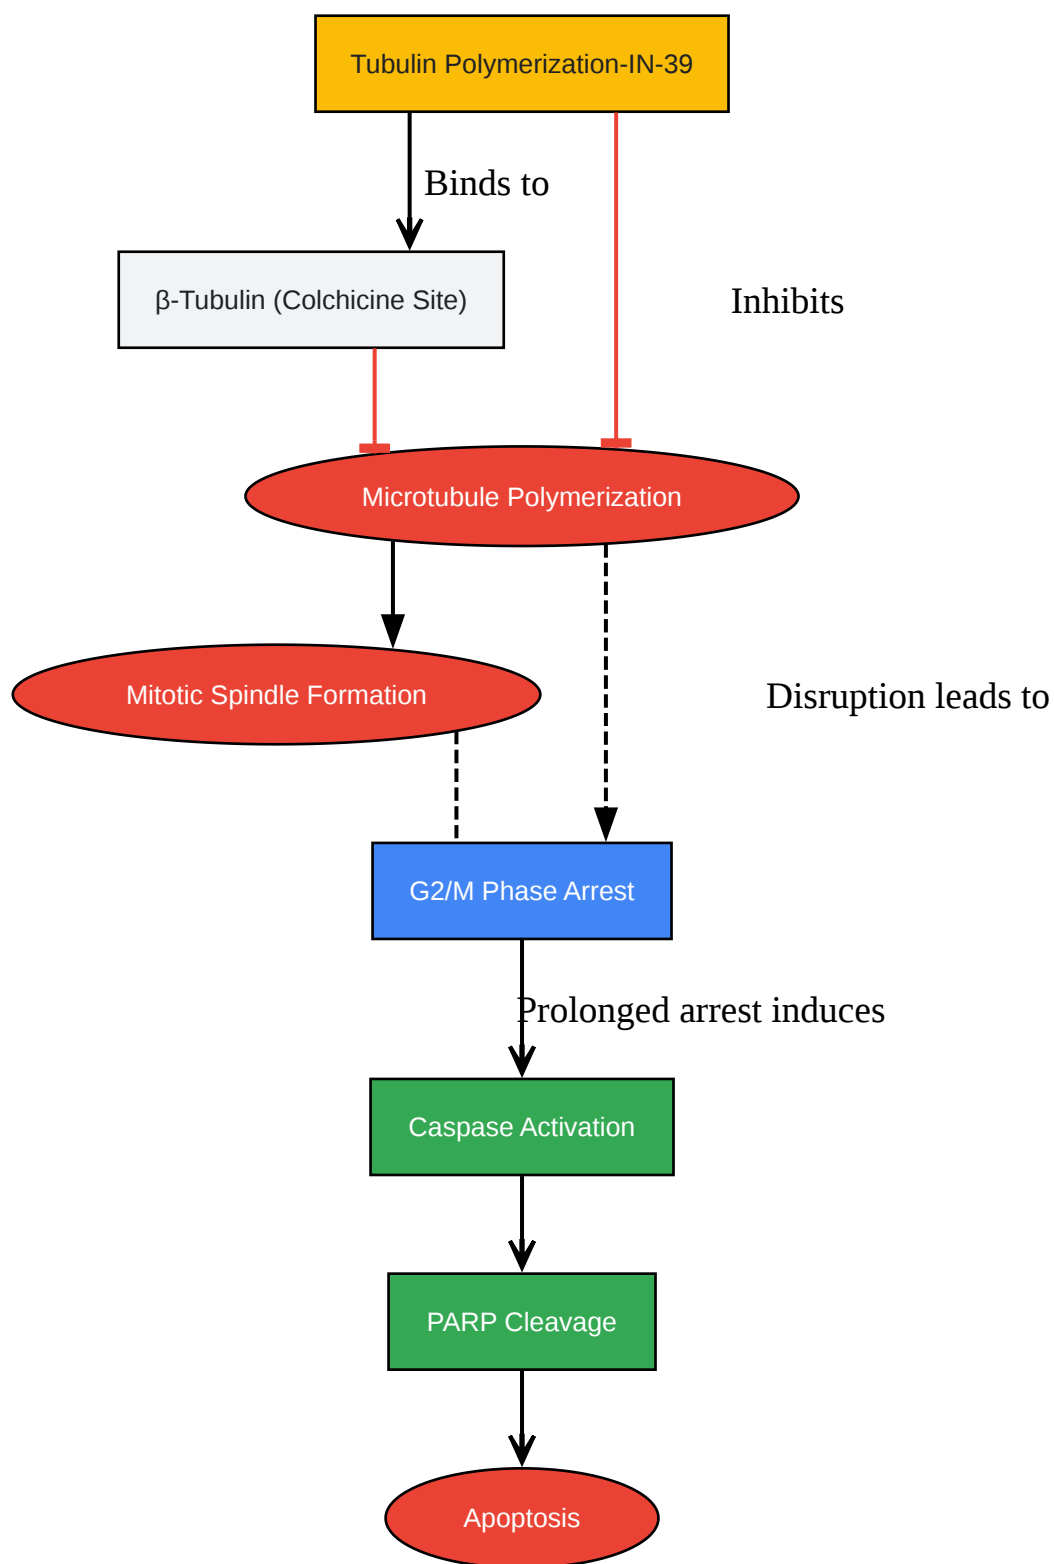 Tubulin Polymerization-IN-39
Binds to
β-Tubulin (Colchicine Site)
Inhibits
Microtubule Polymerization
Mitotic Spindle Formation
Disruption leads to
G2/M Phase Arrest
Prolonged arrest induces
Caspase Activation
PARP Cleavage
Apoptosis